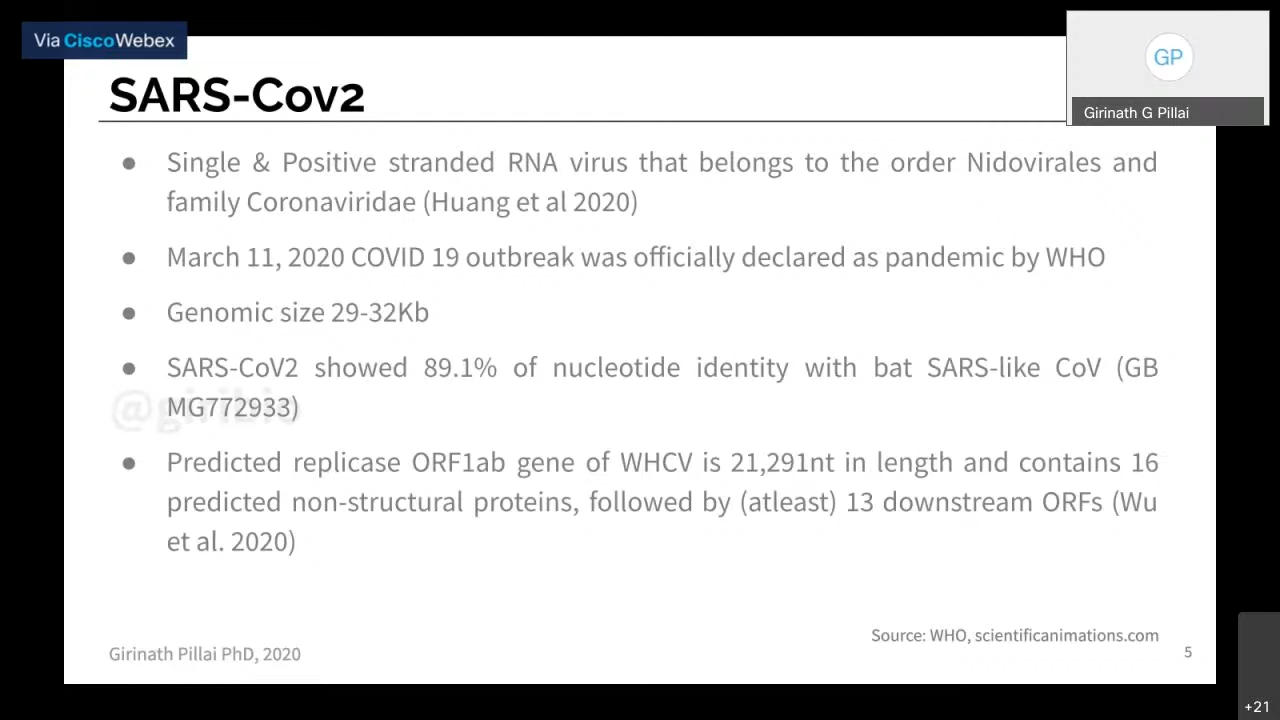 Via CiscoWebex
GP
Girinath G Pillai
SARS-Cov2
● Single & Positive stranded RNA virus that belongs to the order Nidovirales and
family Coronaviridae (Huang et al 2020)
● March 11, 2020 COVID 19 outbreak was officially declared as pandemic by WHO
● Genomic size 29-32Kb
● SARS-CoV2 showed 89.1% of nucleotide identity with bat SARS-like CoV (GB
MG772933)
@giribio
● Predicted replicase ORF1ab gene of WHCV is 21,291nt in length and contains 16
predicted non-structural proteins, followed by (atleast) 13 downstream ORFs (Wu
et al. 2020)
Source: WHO, scientificanimations.com
Girinath Pillai PhD, 2020
5
+21